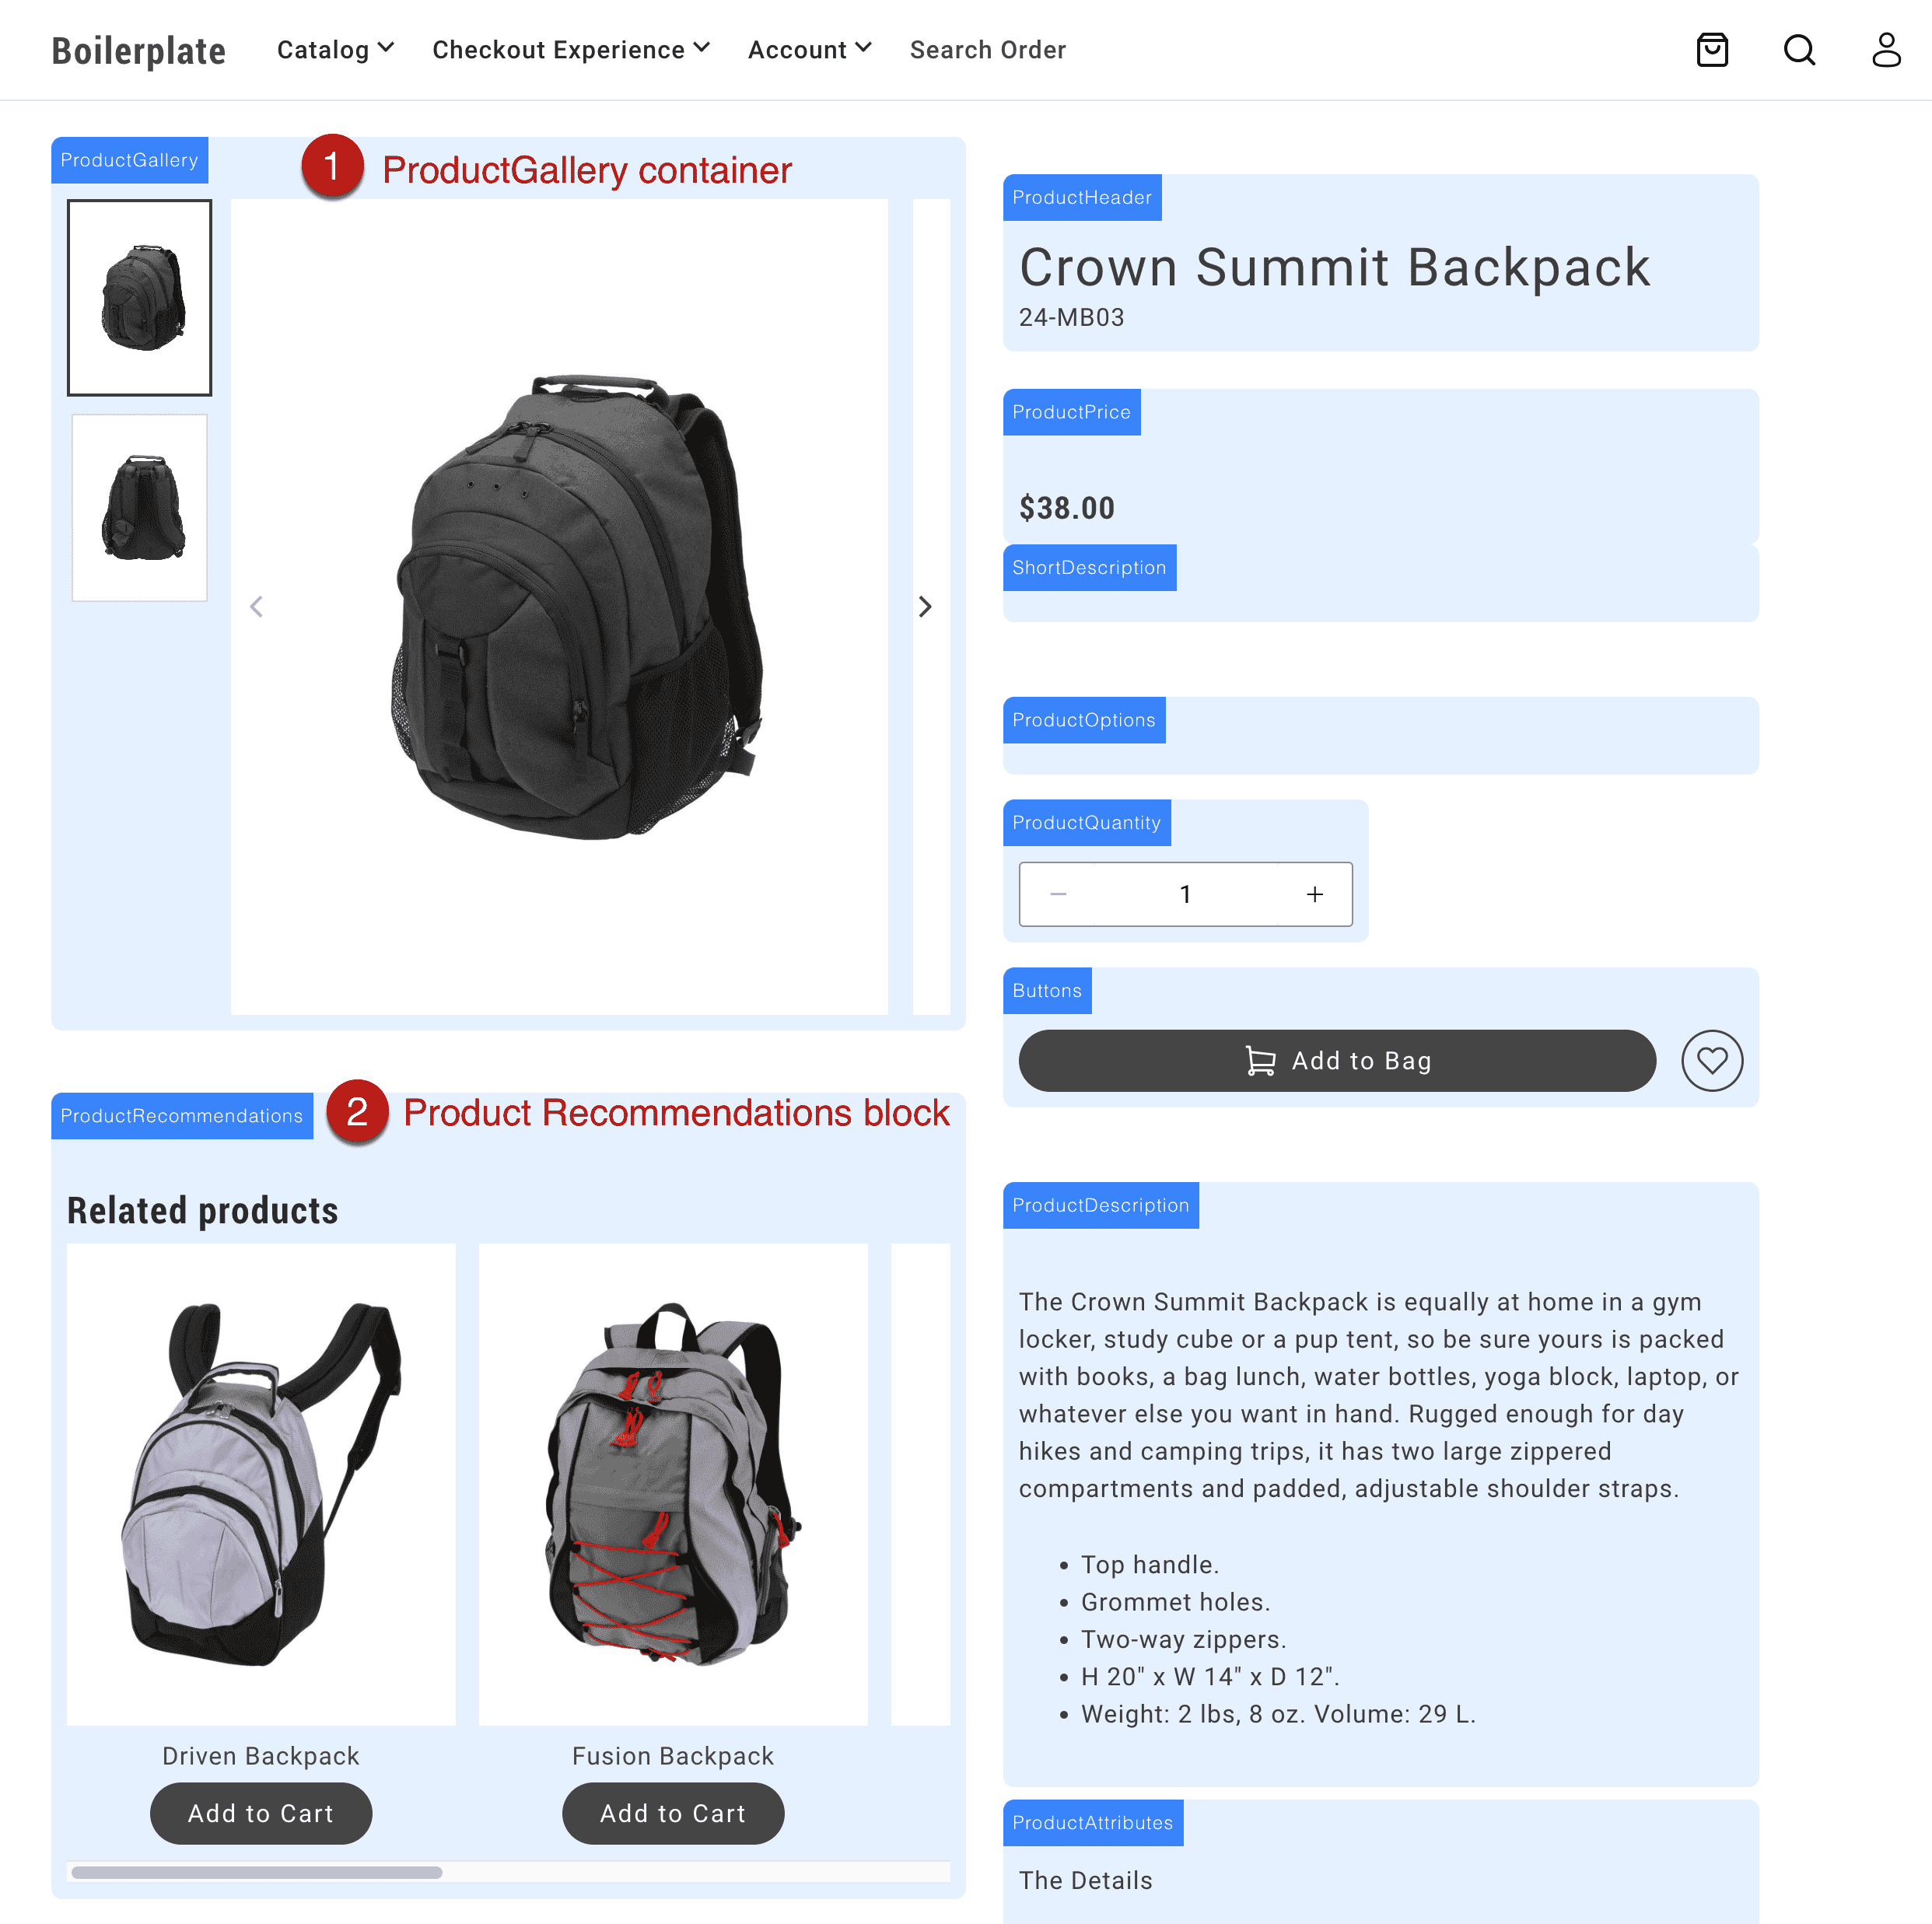 Boilerplate
Catalog
Checkout Experience
Account
Search Order
ProductGallery
1
ProductGallery container
ProductHeader
Crown Summit Backpack
24-MB03
ProductPrice
$38.00
ShortDescription
ProductOptions
ProductQuantity
− 1 +
Buttons
Add to Bag
ProductRecommendations
2
Product Recommendations block
Related products
Driven Backpack
Add to Cart
Fusion Backpack
Add to Cart
ProductDescription
The Crown Summit Backpack is equally at home in a gym
locker, study cube or a pup tent, so be sure yours is packed
with books, a bag lunch, water bottles, yoga block, laptop, or
whatever else you want in hand. Rugged enough for day
hikes and camping trips, it has two large zippered
compartments and padded, adjustable shoulder straps.
• Top handle.
• Grommet holes.
• Two-way zippers.
• H 20" x W 14" x D 12".
• Weight: 2 lbs, 8 oz. Volume: 29 L.
ProductAttributes
The Details